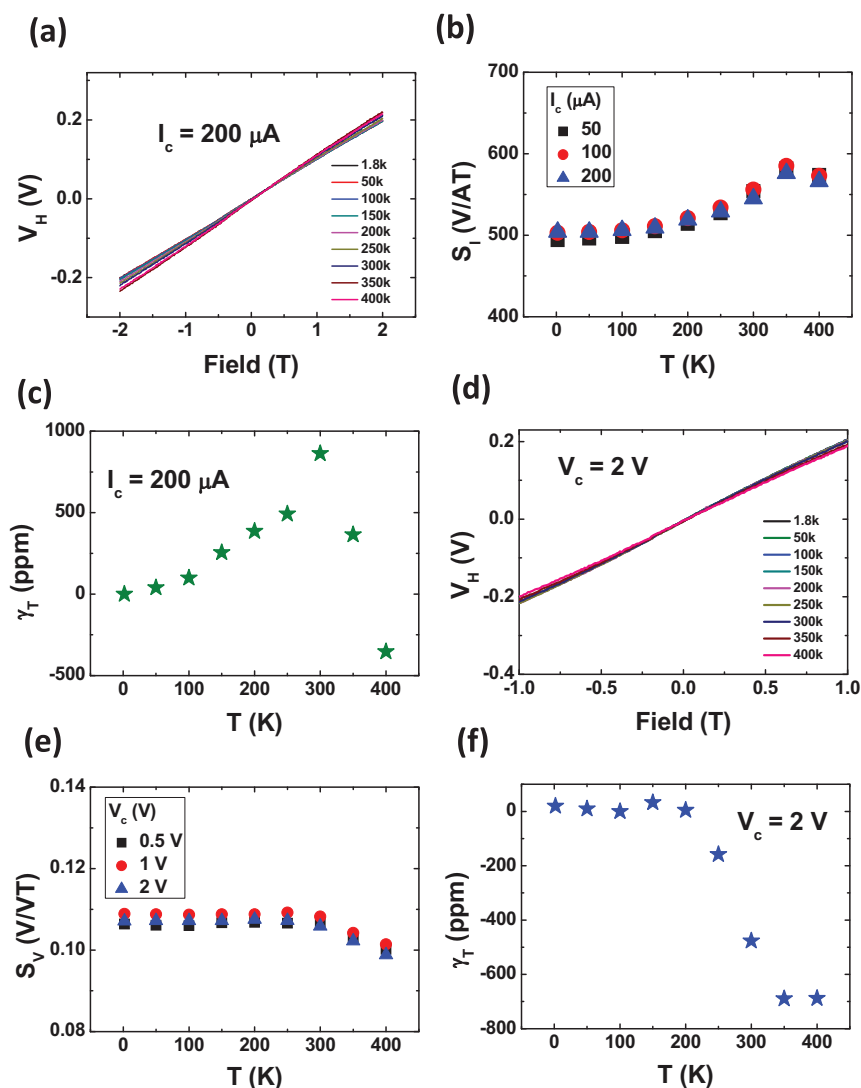 (a)
V_H (V)
0.2
0.0
-0.2
I_c = 200 μA
1.8k
50k
100k
150k
200k
250k
300k
350k
400k
-2 -1 0 1 2
Field (T)
(b)
S_I (V/AT)
700
600
500
400
I_c (μA)
50
100
200
0 100 200 300 400
T (K)
(c)
γ_T (ppm)
1000
500
0
-500
I_c = 200 μA
0 100 200 300 400
T (K)
(d)
V_H (V)
0.2
0.0
-0.2
-0.4
V_c = 2 V
1.8k
50k
100k
150k
200k
250k
300k
350k
400k
-1.0 -0.5 0.0 0.5 1.0
Field (T)
(e)
S_V (V/VT)
0.14
0.12
0.10
0.08
V_c (V)
0.5 V
1 V
2 V
0 100 200 300 400
T (K)
(f)
γ_T (ppm)
0
-200
-400
-600
-800
V_c = 2 V
0 100 200 300 400
T (K)